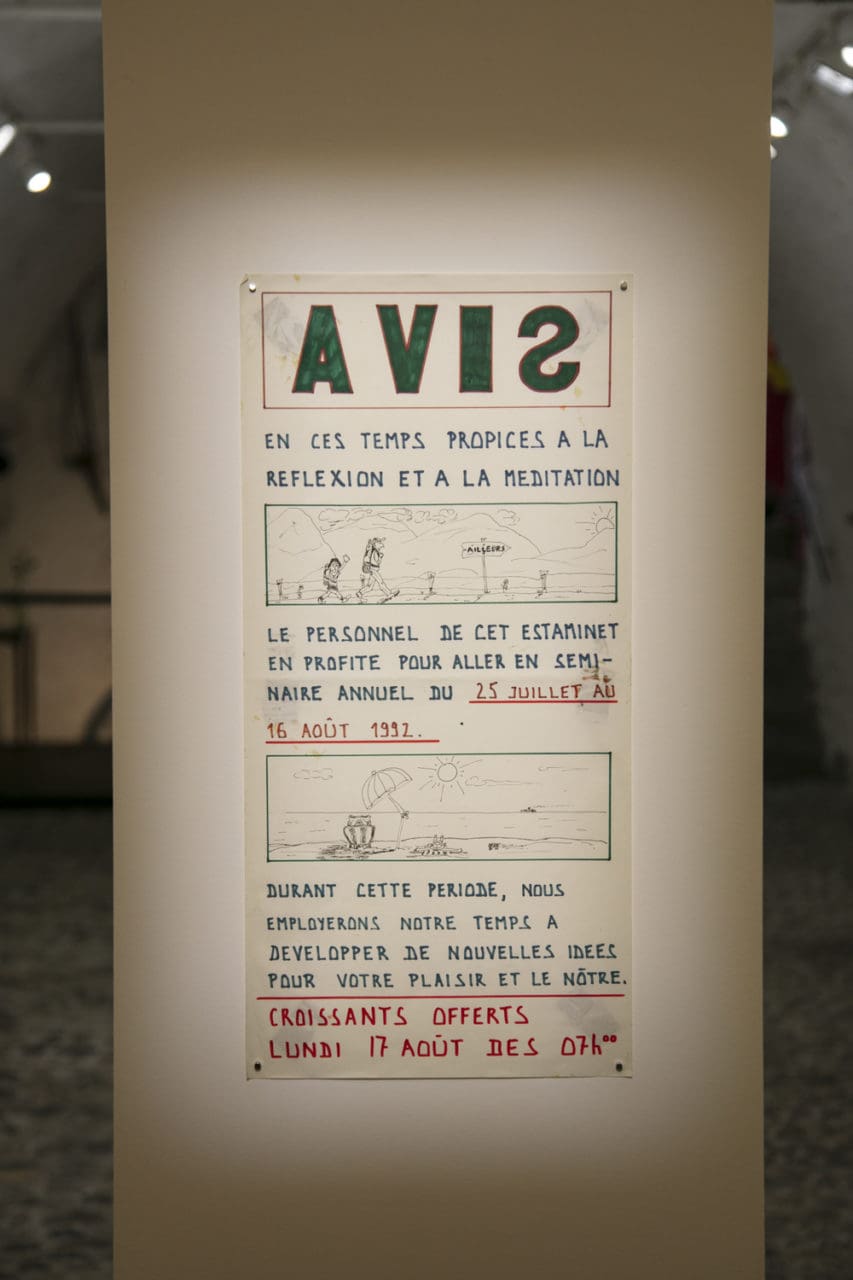 AVIS
EN CES TEMPS PROPICES A LA
REFLEXION ET A LA MEDITATION
AILLEURS
LE PERSONNEL DE CET ESTAMINET
EN PROFITE POUR ALLER EN SEMI-
NAIRE ANNUEL DU 25 JUILLET AU
16 AOÛT 1992.
DURANT CETTE PERIODE, NOUS
EMPLOYERONS NOTRE TEMPS A
DEVELOPPER DE NOUVELLES IDEES
POUR VOTRE PLAISIR ET LE NÔTRE.
CROISSANTS OFFERTS
LUNDI 17 AOÛT DES 07h⁰⁰